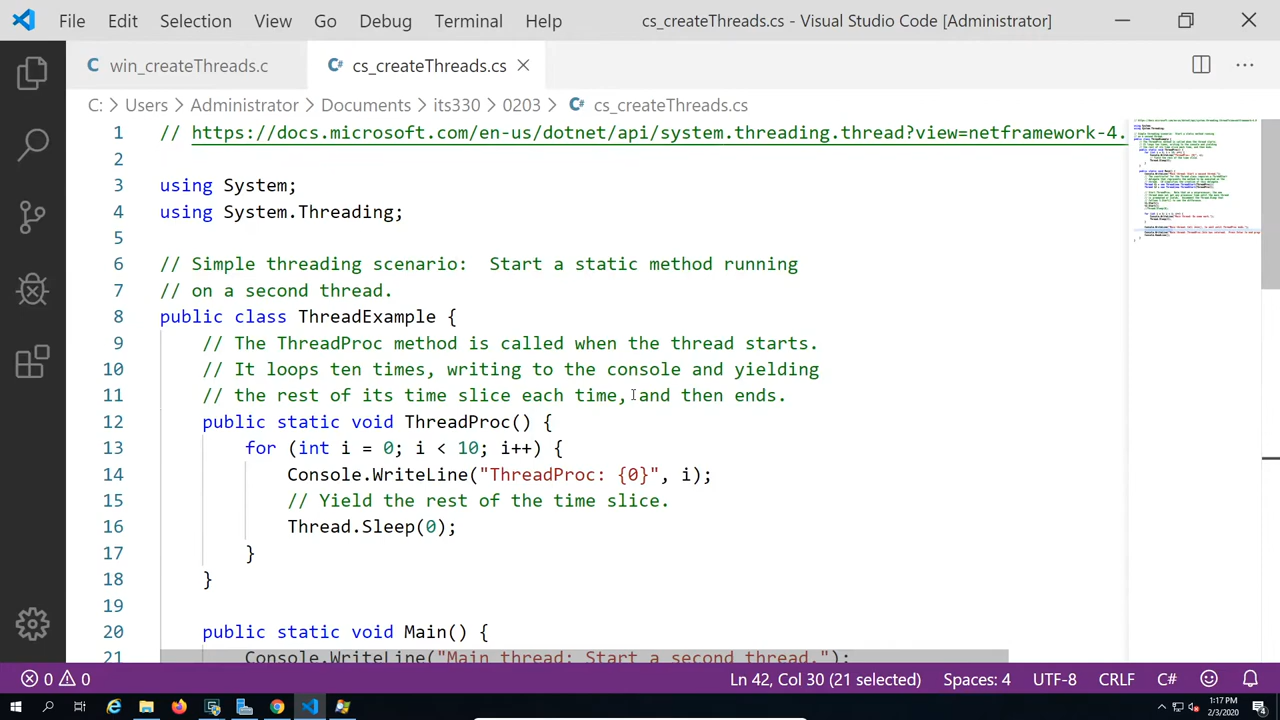 File Edit Selection View Go Debug Terminal Help cs_createThreads.cs - Visual Studio Code [Administrator]
C win_createThreads.c C# cs_createThreads.cs
C: > Users > Administrator > Documents > its330 > 0203 > C# cs_createThreads.cs
1 // https://docs.microsoft.com/en-us/dotnet/api/system.threading.thread?view=netframework-4.
2
3 using System;
4 using System.Threading;
5
6 // Simple threading scenario:  Start a static method running
7 // on a second thread.
8 public class ThreadExample {
9 // The ThreadProc method is called when the thread starts.
10 // It loops ten times, writing to the console and yielding
11 // the rest of its time slice each time, and then ends.
12 public static void ThreadProc() {
13 for (int i = 0; i < 10; i++) {
14 Console.WriteLine("ThreadProc: {0}", i);
15 // Yield the rest of the time slice.
16 Thread.Sleep(0);
17 }
18 }
19
20 public static void Main() {
21 Console.WriteLine("Main thread: Start a second thread.");
0 0 Ln 42, Col 30 (21 selected) Spaces: 4 UTF-8 CRLF C#
1:17 PM
2/3/2020
4